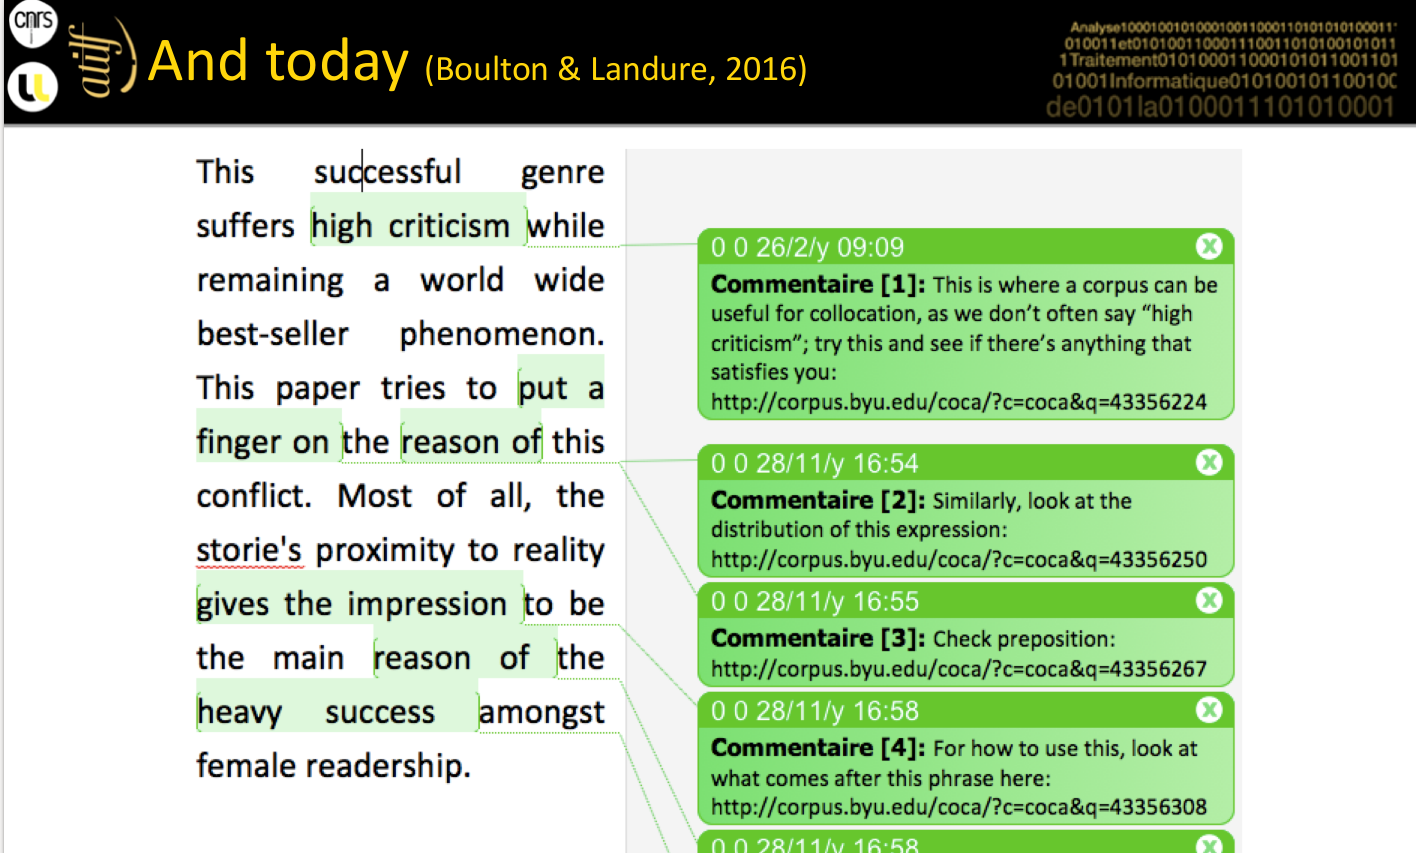 cnrs
atilf
And today (Boulton & Landure, 2016)
Analyse10001001010001001100011010101010100011
010011et01010011000111001101010010101
1Traitement01010001100010101100110
01001Informatique0101001011001
de0101la0100011101010001
This successful genre
suffers high criticism while
remaining a world wide
best-seller phenomenon.
This paper tries to put a
finger on the reason of this
conflict. Most of all, the
storie's proximity to reality
gives the impression to be
the main reason of the
heavy success amongst
female readership.
0 0 26/2/y 09:09
Commentaire [1]: This is where a corpus can be
useful for collocation, as we don’t often say “high
criticism”; try this and see if there’s anything that
satisfies you:
http://corpus.byu.edu/coca/?c=coca&q=43356224
0 0 28/11/y 16:54
Commentaire [2]: Similarly, look at the
distribution of this expression:
http://corpus.byu.edu/coca/?c=coca&q=43356250
0 0 28/11/y 16:55
Commentaire [3]: Check preposition:
http://corpus.byu.edu/coca/?c=coca&q=43356267
0 0 28/11/y 16:58
Commentaire [4]: For how to use this, look at
what comes after this phrase here:
http://corpus.byu.edu/coca/?c=coca&q=43356308
0 0 28/11/y 16:58